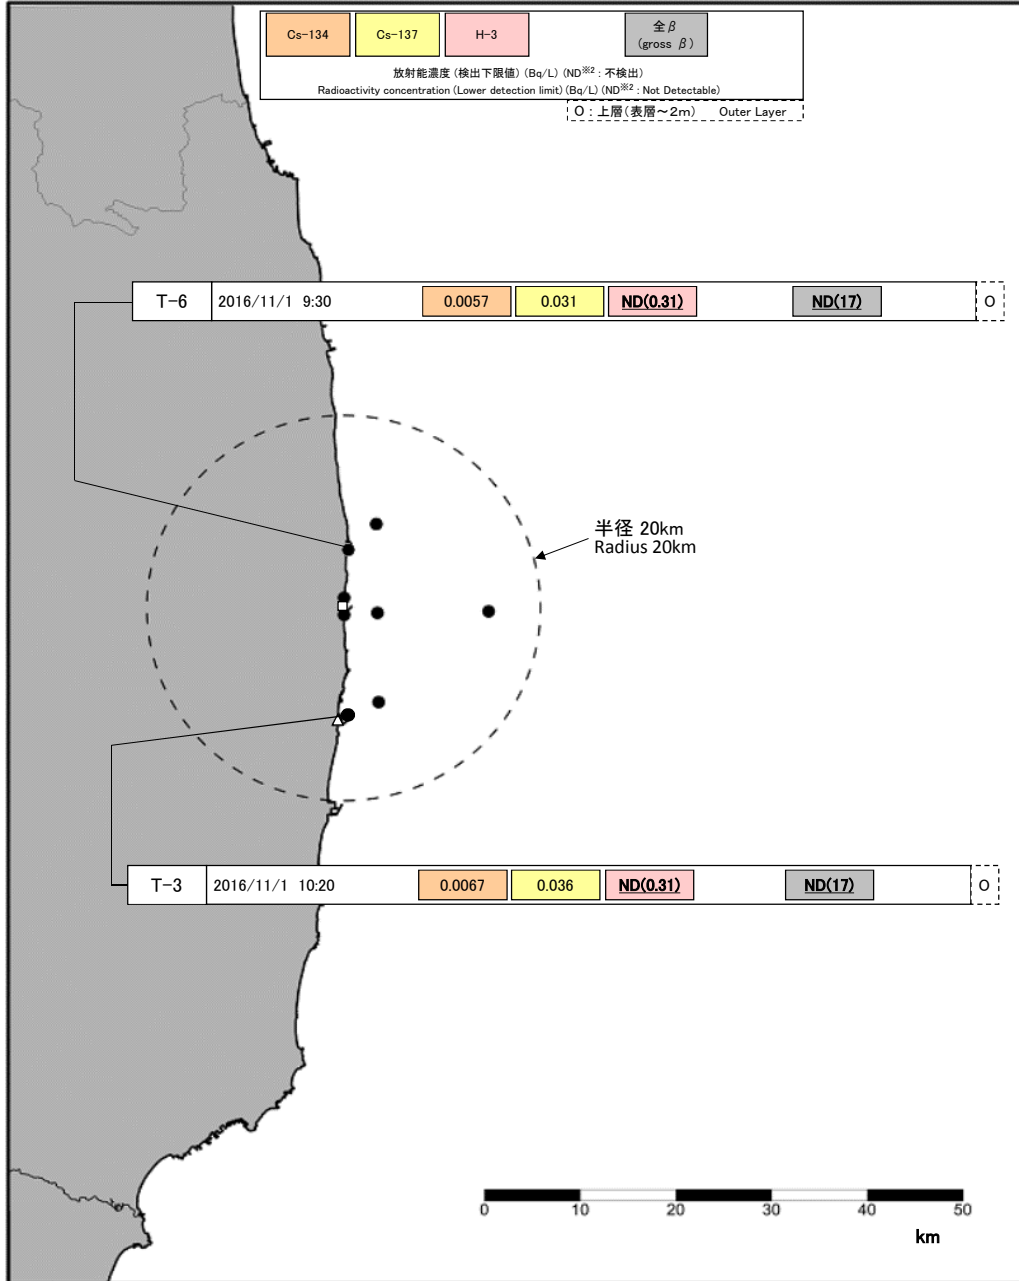 Cs-134 Cs-137 H-3 全β
(gross β)
放射能濃度(検出下限値)(Bq/L)(ND※2:不検出)
Radioactivity concentration(Lower detection limit)(Bq/L)(ND※2:Not Detectable)
O:上層(表層～2m) Outer Layer
T-6 2016/11/1 9:30 0.0057 0.031 ND(0.31) ND(17) O
半径 20km
Radius 20km
T-3 2016/11/1 10:20 0.0067 0.036 ND(0.31) ND(17) O
0 10 20 30 40 50
km